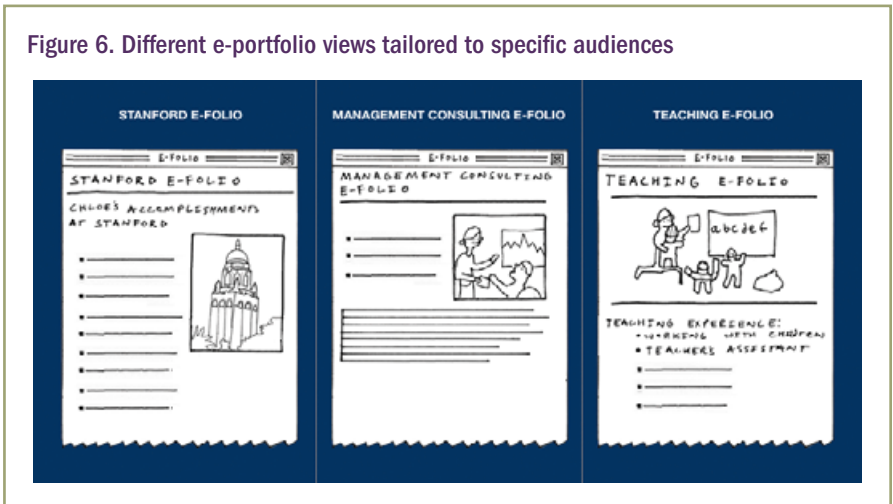 Figure 6. Different e-portfolio views tailored to specific audiences
STANFORD E-FOLIO
E-FOLIO
STANFORD E-FOLIO
CHLOE'S ACCOMPLISHMENTS
AT STANFORD
MANAGEMENT CONSULTING E-FOLIO
E-FOLIO
MANAGEMENT CONSULTING
E-FOLIO
TEACHING E-FOLIO
E-FOLIO
TEACHING E-FOLIO
abcdef
TEACHING EXPERIENCE:
• WORKING WITH CHILDREN
• TEACHERS ASSISTANT